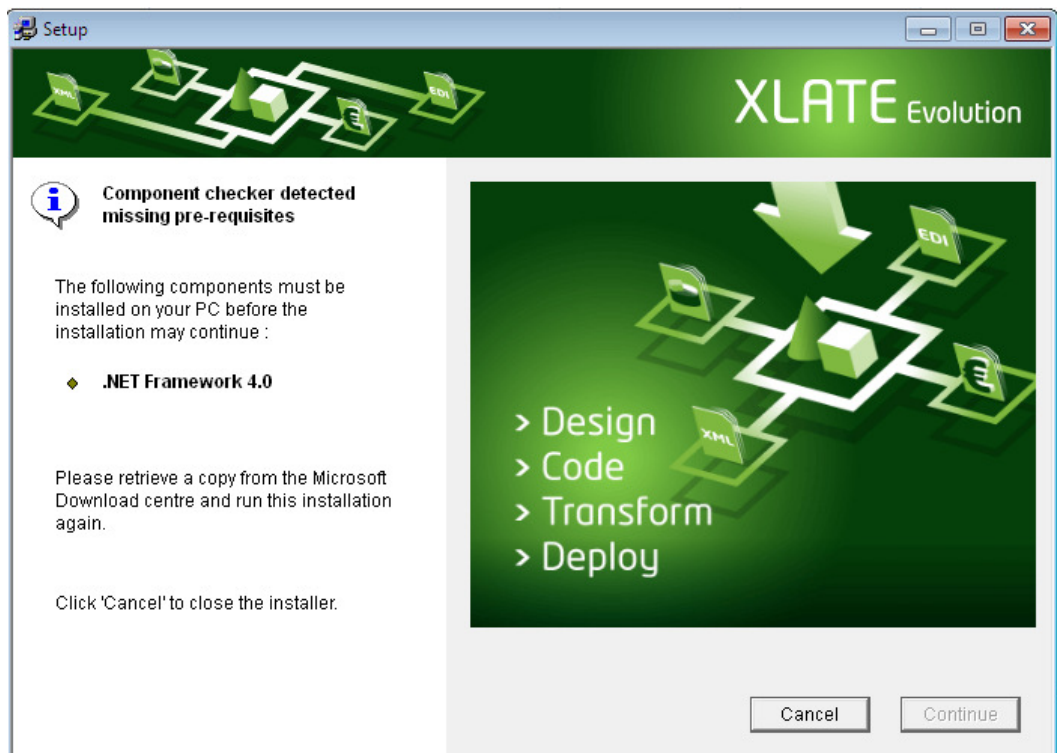 Setup
XML
EDI
€
XLATE Evolution
Component checker detected
missing pre-requisites
The following components must be
installed on your PC before the
installation may continue :
.NET Framework 4.0
Please retrieve a copy from the Microsoft
Download centre and run this installation
again.
Click 'Cancel' to close the installer.
EDI
€
XML
> Design
> Code
> Transform
> Deploy
Cancel
Continue